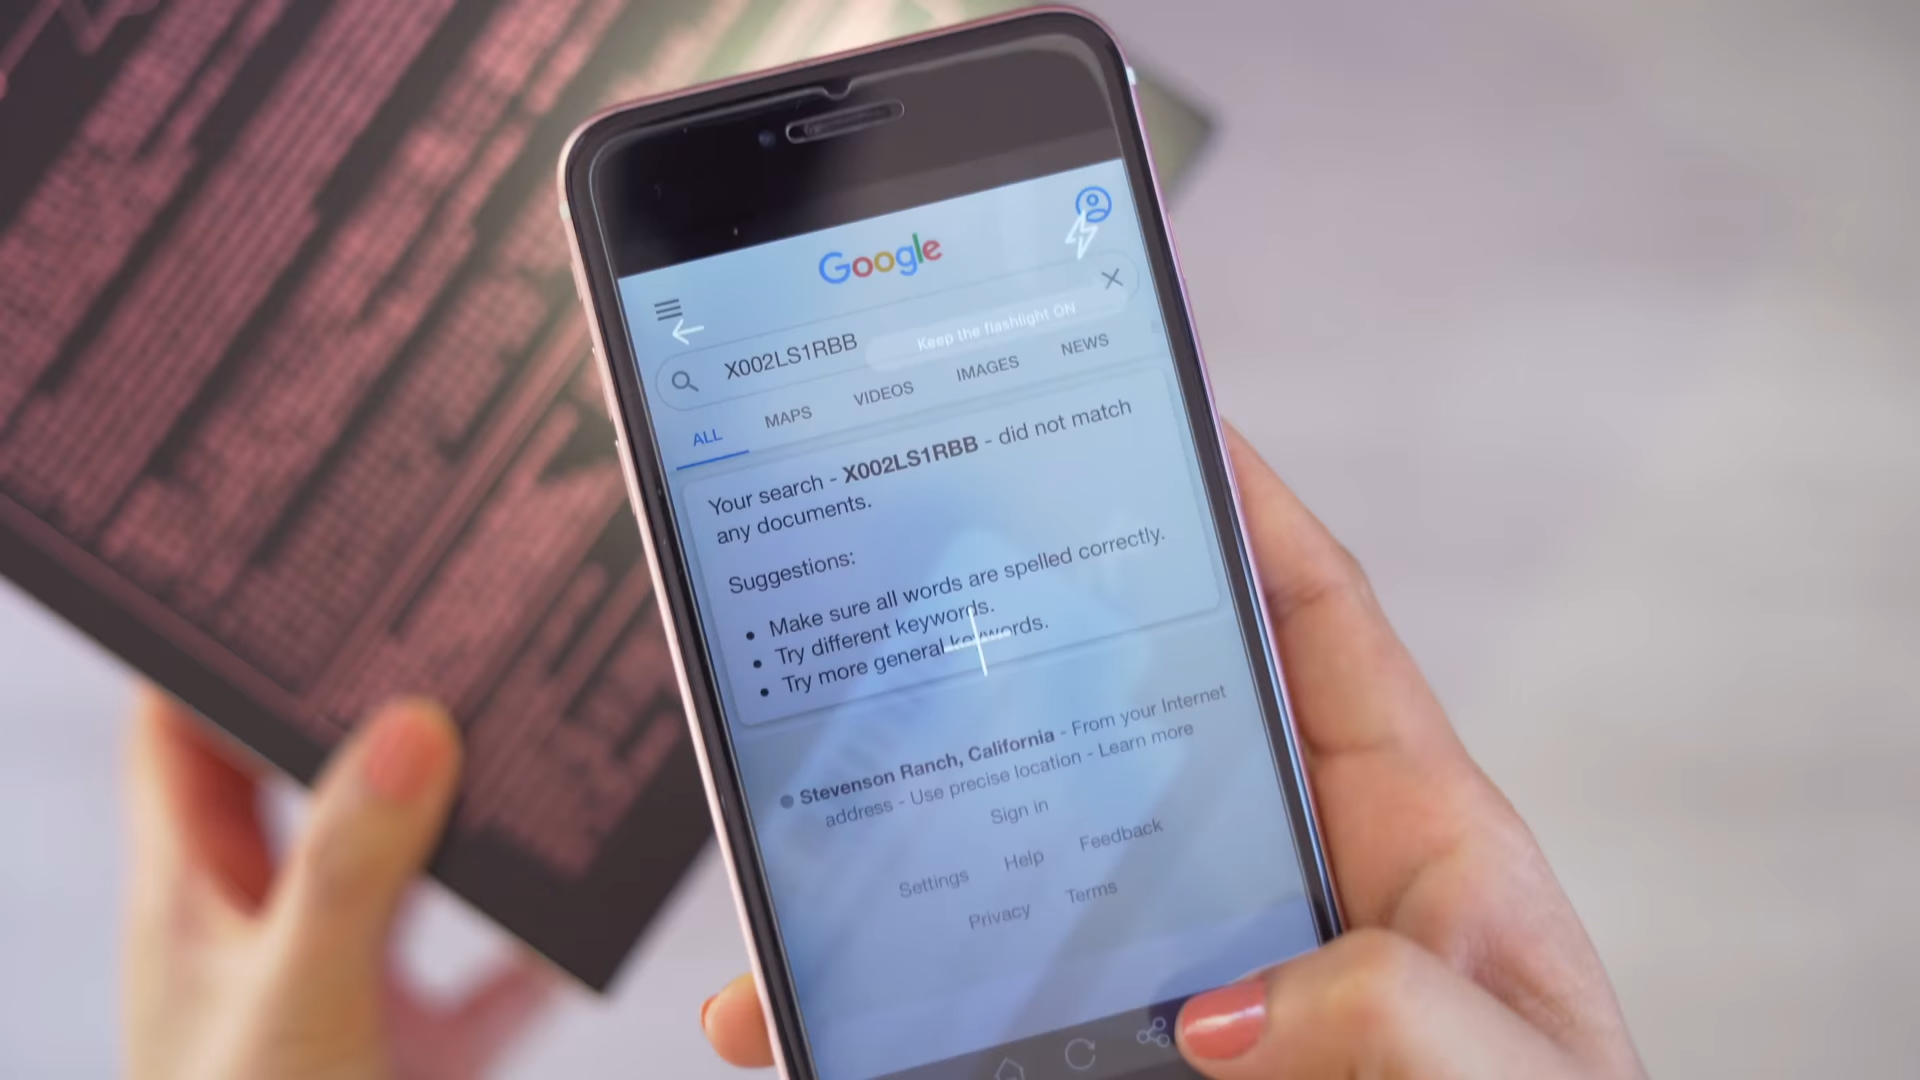 Google
X002LS1RBB
Keep the flashlight ON
ALL MAPS VIDEOS IMAGES NEWS
Your search - X002LS1RBB - did not match
any documents.
Suggestions:
Make sure all words are spelled correctly.
Try different keywords.
Try more general keywords.
Stevenson Ranch, California - From your Internet
address - Use precise location - Learn more
Sign in
Settings Help Feedback
Privacy Terms